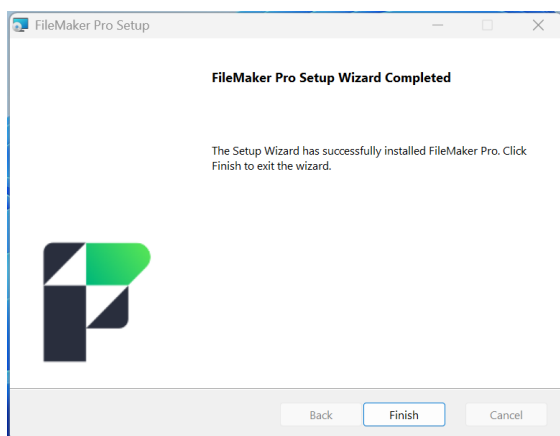 FileMaker Pro Setup
FileMaker Pro Setup Wizard Completed
The Setup Wizard has successfully installed FileMaker Pro. Click
Finish to exit the wizard.
Back Finish Cancel